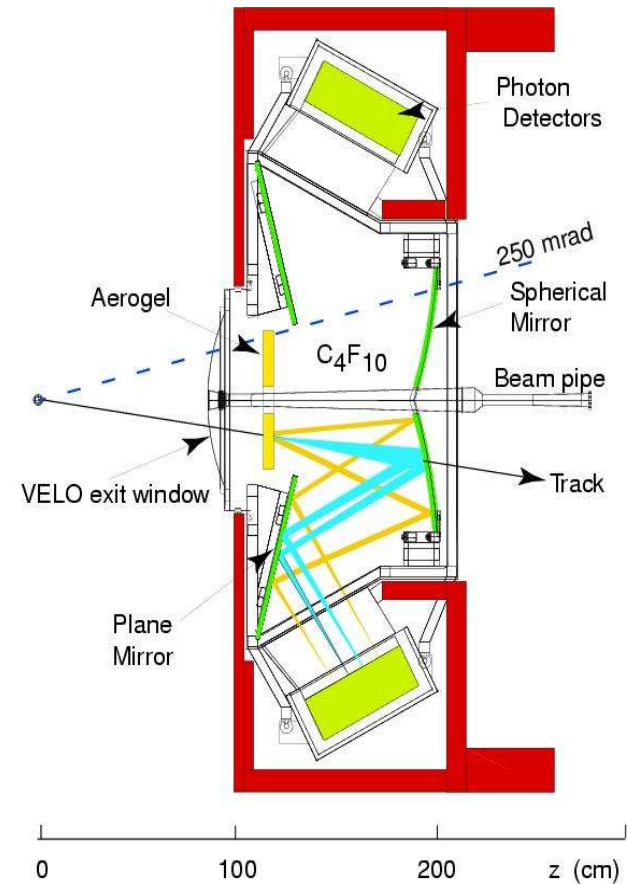 Photon
Detectors
250 mrad
Aerogel
Spherical
Mirror
C₄F₁₀
Beam pipe
VELO exit window
Track
Plane
Mirror
0 100 200 z (cm)